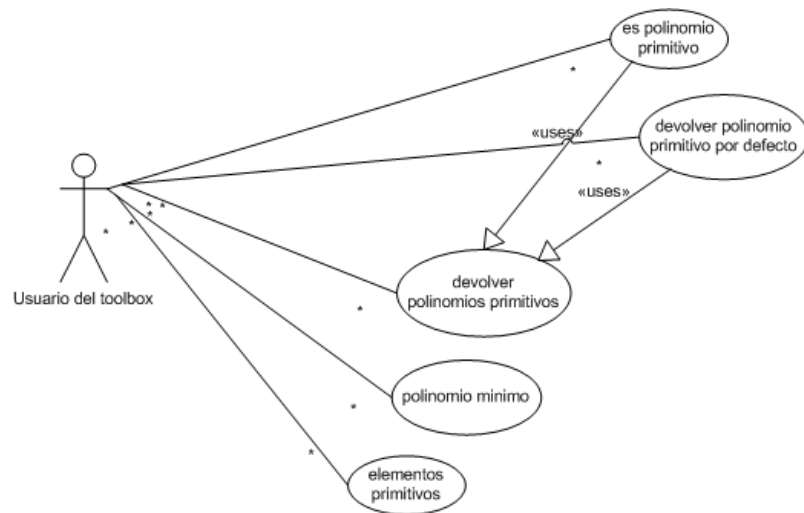 es polinomio
primitivo
*
«uses»
devolver polinomio
primitivo por defecto
*
«uses»
* *
*
*
*
Usuario del toolbox
devolver
polinomios primitivos
*
polinomio minimo
*
*
elementos
primitivos